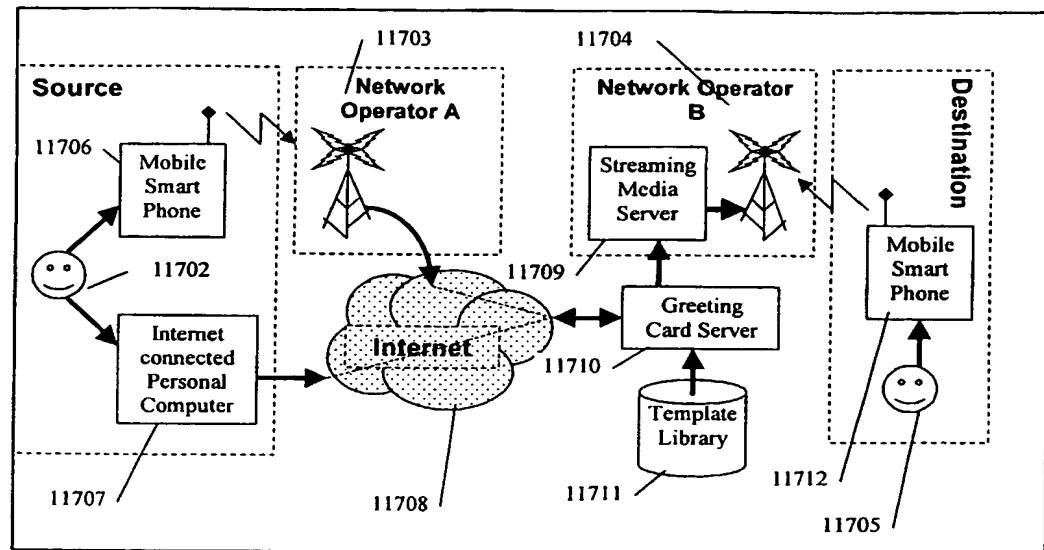 11703
11704
Source
Network
Operator A
Network Operator
B
Destination
11706
Mobile
Smart
Phone
Streaming
Media
Server
11702
11709
Mobile
Smart
Phone
Internet
connected
Personal
Computer
Internet
Greeting
Card Server
11710
Template
Library
11707
11708
11711
11712
11705